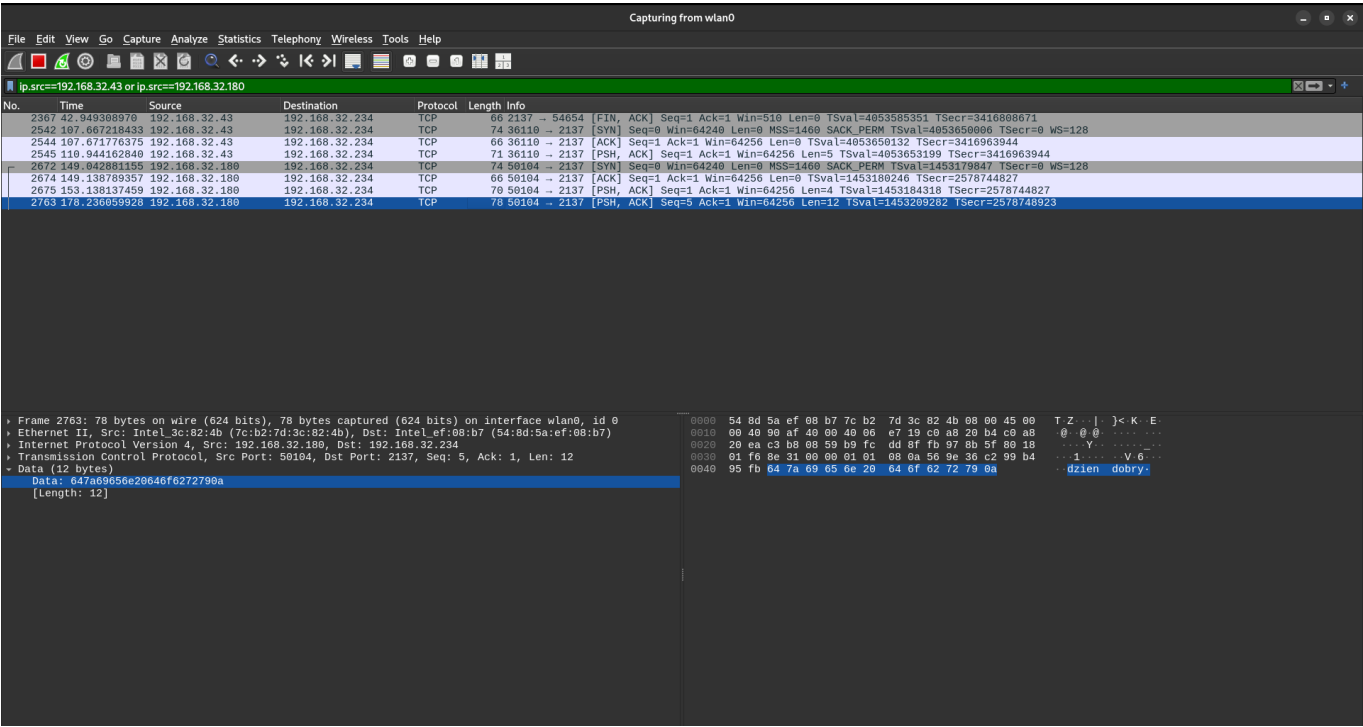 Capturing from wlan0
File Edit View Go Capture Analyze Statistics Telephony Wireless Tools Help
ip.src==192.168.32.43 or ip.src==192.168.32.180
No. Time Source Destination Protocol Length Info
2367 42.949308970 192.168.32.43 192.168.32.234 TCP 66 2137 → 54654 [FIN, ACK] Seq=1 Ack=1 Win=510 Len=0 TSval=4053585351 TSecr=3416808671
2542 107.667218433 192.168.32.43 192.168.32.234 TCP 74 36110 → 2137 [SYN] Seq=0 Win=64240 Len=0 MSS=1460 SACK_PERM TSval=4053650006 TSecr=0 WS=128
2544 107.671776375 192.168.32.43 192.168.32.234 TCP 66 36110 → 2137 [ACK] Seq=1 Ack=1 Win=64256 Len=0 TSval=4053650132 TSecr=3416963944
2545 110.944162840 192.168.32.43 192.168.32.234 TCP 71 36110 → 2137 [PSH, ACK] Seq=1 Ack=1 Win=64256 Len=5 TSval=4053653199 TSecr=3416963944
2672 149.042881155 192.168.32.180 192.168.32.234 TCP 74 50104 → 2137 [SYN] Seq=0 Win=64240 Len=0 MSS=1460 SACK_PERM TSval=1453179847 TSecr=0 WS=128
2674 149.138789357 192.168.32.180 192.168.32.234 TCP 66 50104 → 2137 [ACK] Seq=1 Ack=1 Win=64256 Len=0 TSval=1453180246 TSecr=2578744827
2675 153.138137459 192.168.32.180 192.168.32.234 TCP 70 50104 → 2137 [PSH, ACK] Seq=1 Ack=1 Win=64256 Len=4 TSval=1453184318 TSecr=2578744827
2763 178.236059928 192.168.32.180 192.168.32.234 TCP 78 50104 → 2137 [PSH, ACK] Seq=5 Ack=1 Win=64256 Len=12 TSval=1453209282 TSecr=2578748923
Frame 2763: 78 bytes on wire (624 bits), 78 bytes captured (624 bits) on interface wlan0, id 0
Ethernet II, Src: Intel_3c:82:4b (7c:b2:7d:3c:82:4b), Dst: Intel_ef:08:b7 (54:8d:5a:ef:08:b7)
Internet Protocol Version 4, Src: 192.168.32.180, Dst: 192.168.32.234
Transmission Control Protocol, Src Port: 50104, Dst Port: 2137, Seq: 5, Ack: 1, Len: 12
Data (12 bytes)
Data: 647a69656e20646f6272790a
[Length: 12]
0000 54 8d 5a ef 08 b7 7c b2 7d 3c 82 4b 08 00 45 00 T·Z···|· }<·K··E·
0010 00 40 90 af 40 00 40 06 e7 19 c0 a8 20 b4 c0 a8 ·@··@·@· ···· ···
0020 20 ea c3 b8 08 59 b9 fc dd 8f fb 97 8b 5f 80 18 ····Y·· ·····_··
0030 01 f6 8e 31 00 00 01 01 08 0a 56 9e 36 c2 99 b4 ···1···· ··V·6···
0040 95 fb 64 7a 69 65 6e 20 64 6f 62 72 79 0a ··dzien dobry·